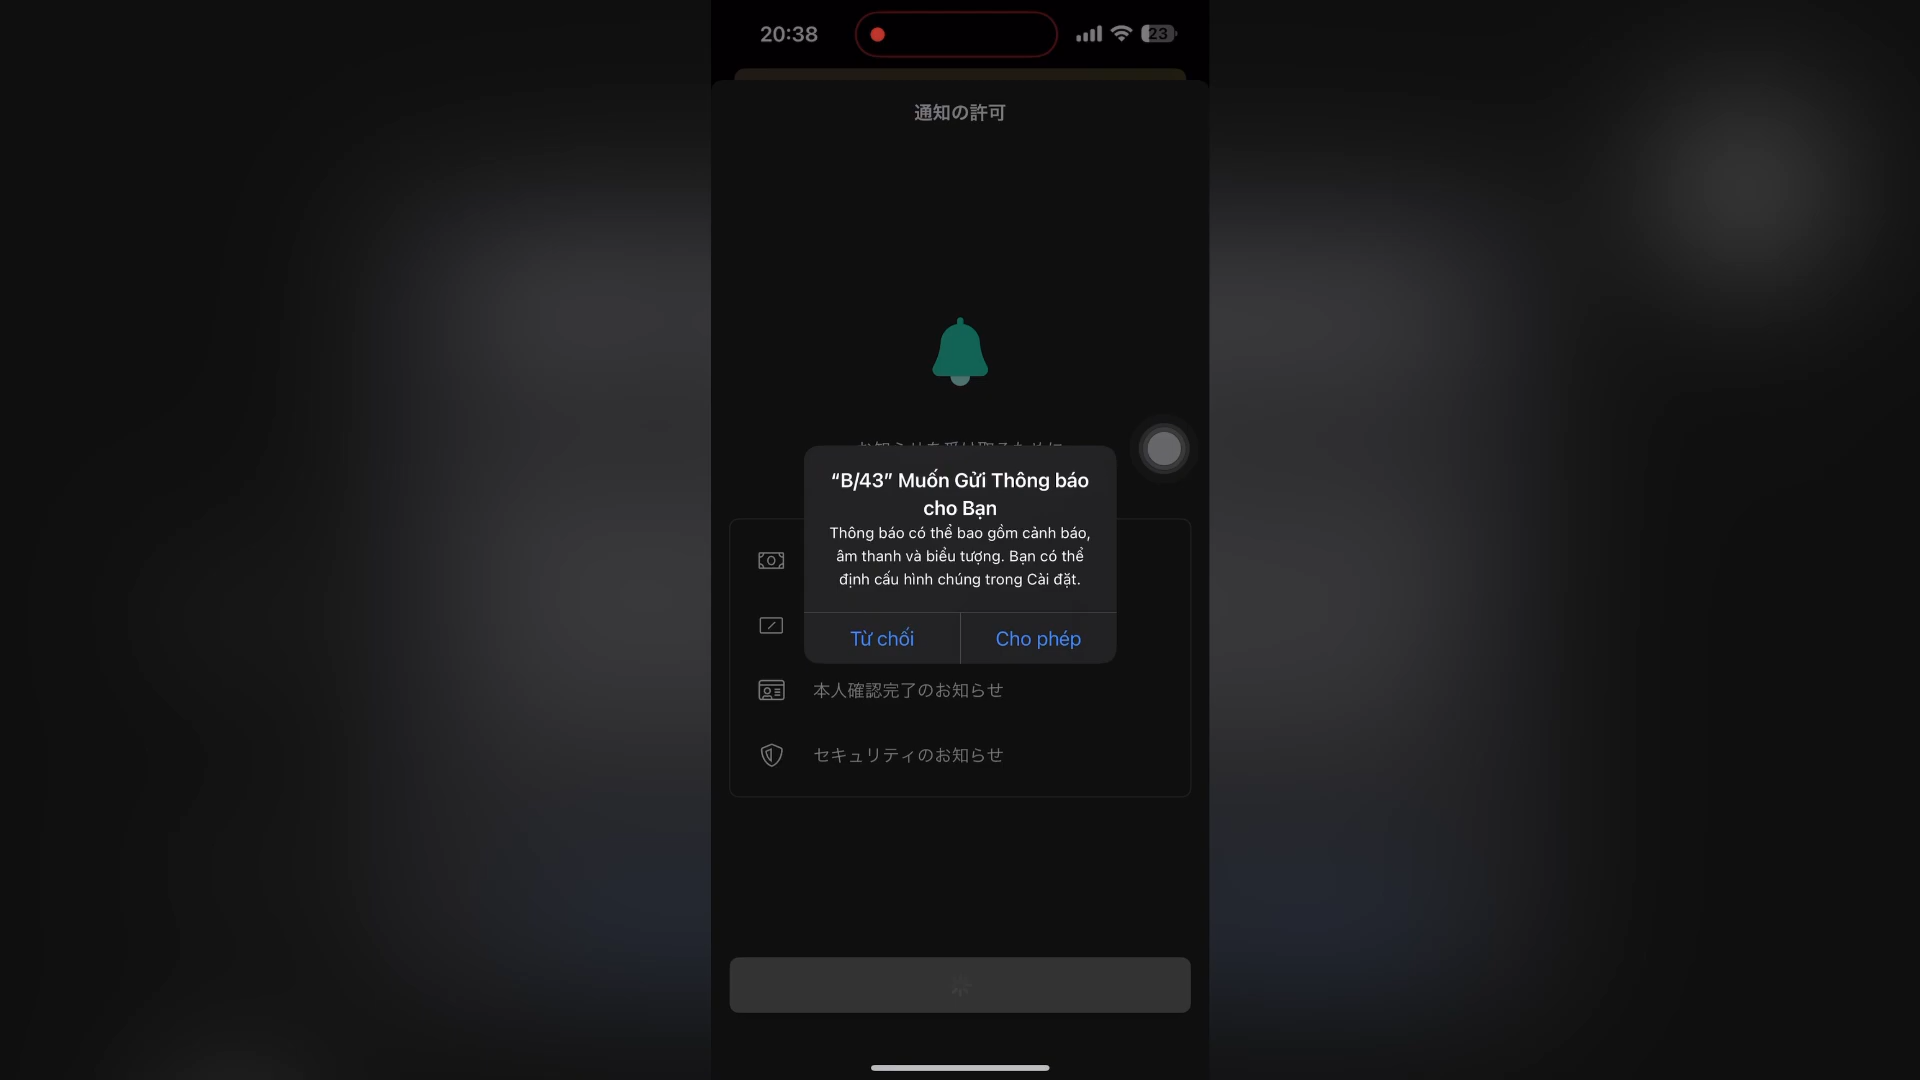 20:38
23
通知の許可
“B/43” Muốn Gửi Thông báo
cho Bạn
Thông báo có thể bao gồm cảnh báo,
âm thanh và biểu tượng. Bạn có thể
định cấu hình chúng trong Cài đặt.
Từ chối
Cho phép
本人確認完了のお知らせ
セキュリティのお知らせ